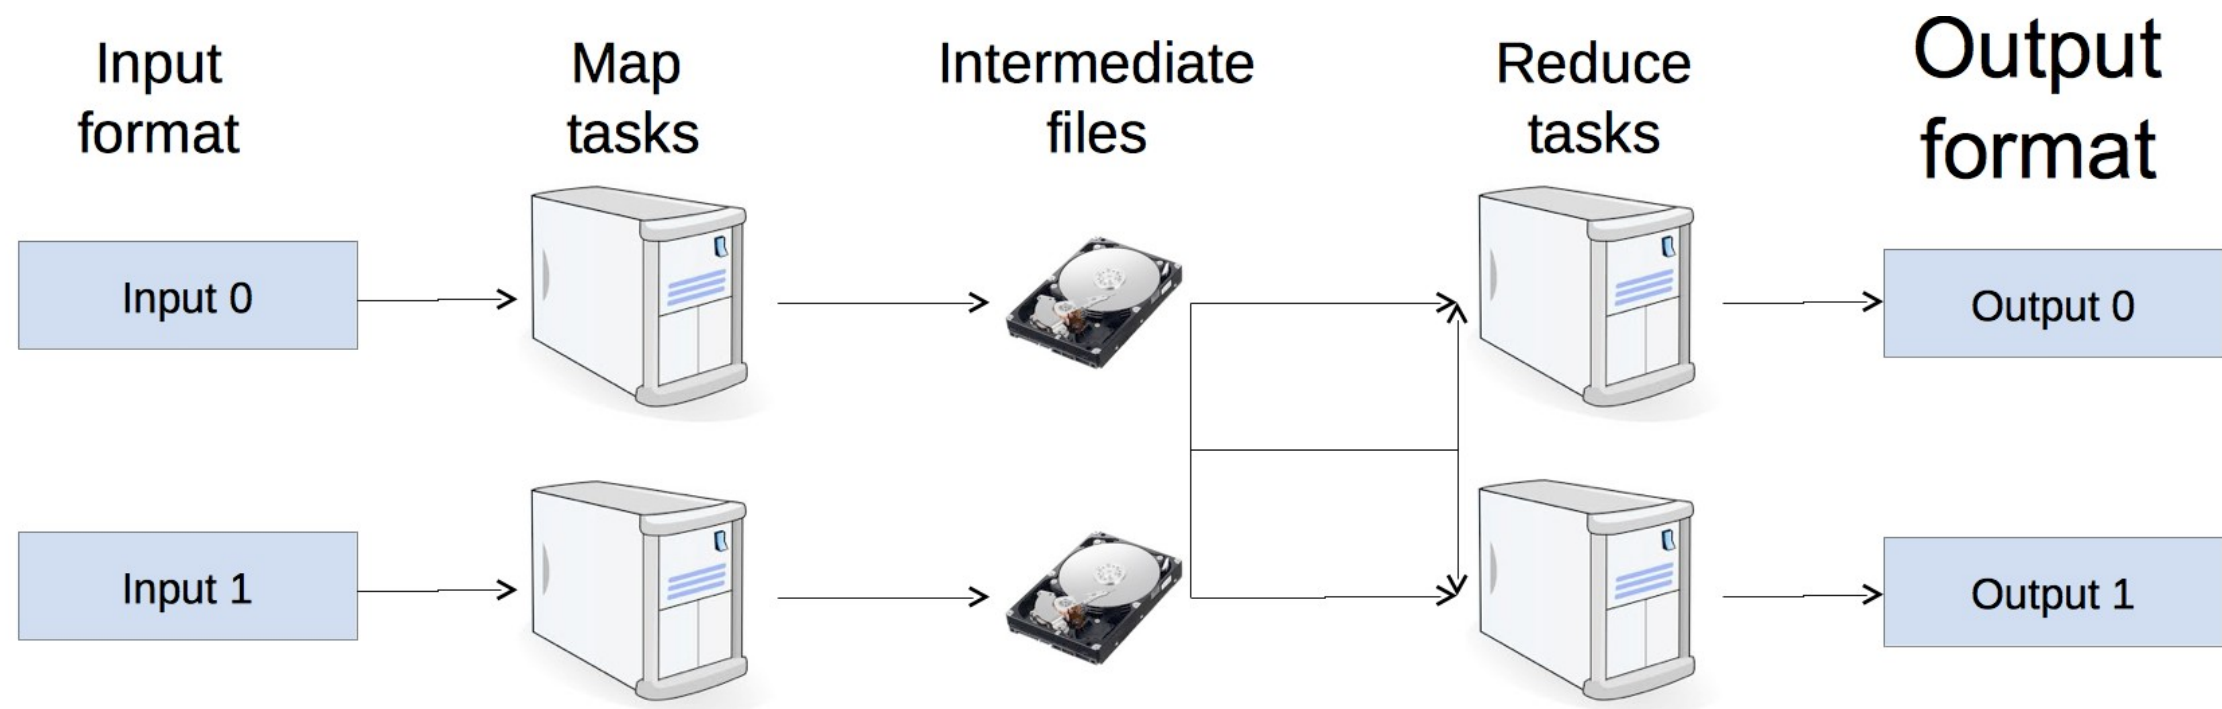 Input
format
Map
tasks
Intermediate
files
Reduce
tasks
Output
format
Input 0
Output 0
Input 1
Output 1